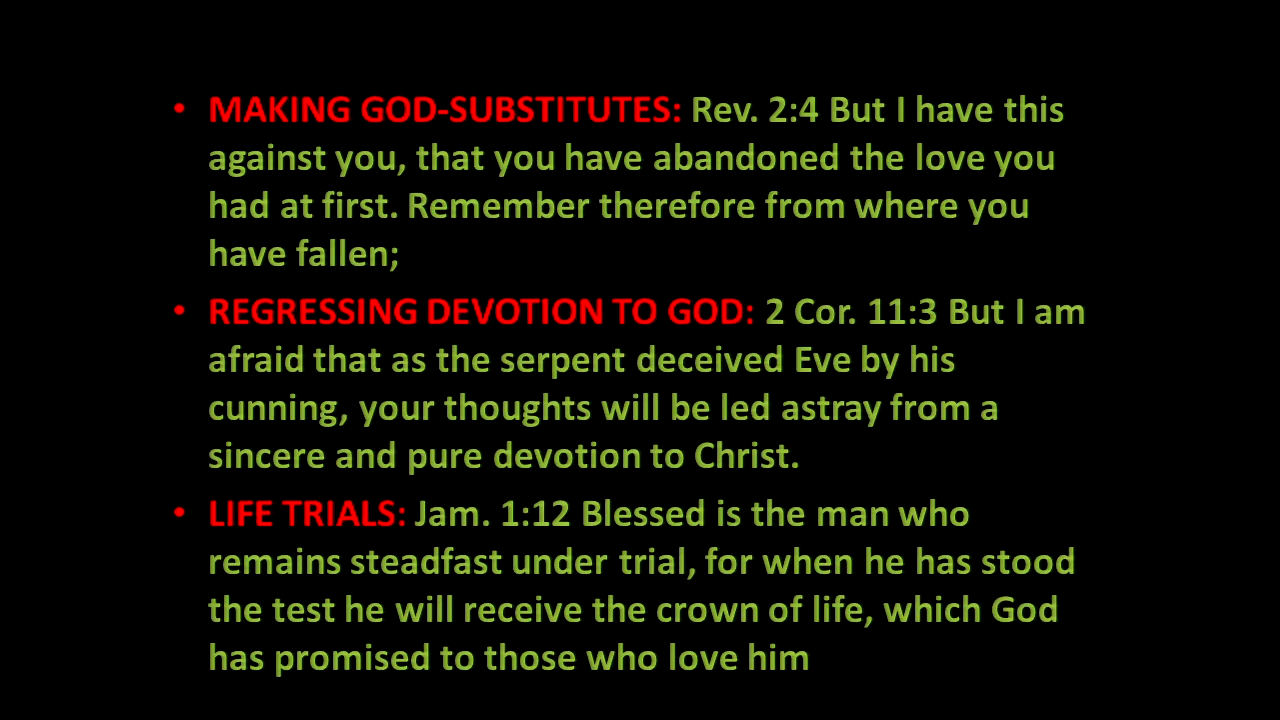 • MAKING GOD-SUBSTITUTES: Rev. 2:4 But I have this
against you, that you have abandoned the love you
had at first. Remember therefore from where you
have fallen;
• REGRESSING DEVOTION TO GOD: 2 Cor. 11:3 But I am
afraid that as the serpent deceived Eve by his
cunning, your thoughts will be led astray from a
sincere and pure devotion to Christ.
• LIFE TRIALS: Jam. 1:12 Blessed is the man who
remains steadfast under trial, for when he has stood
the test he will receive the crown of life, which God
has promised to those who love him